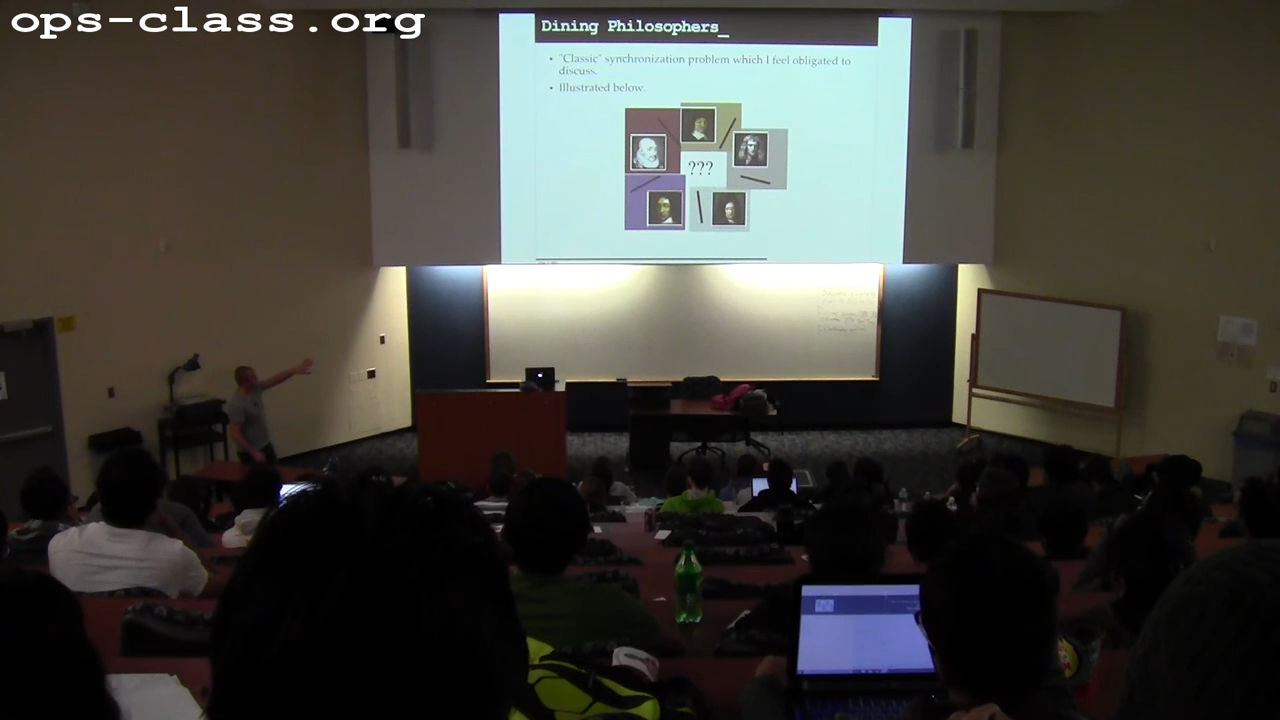 ops-class.org
Dining Philosophers_
• "Classic" synchronization problem which I feel obligated to
discuss.
• Illustrated below.
???